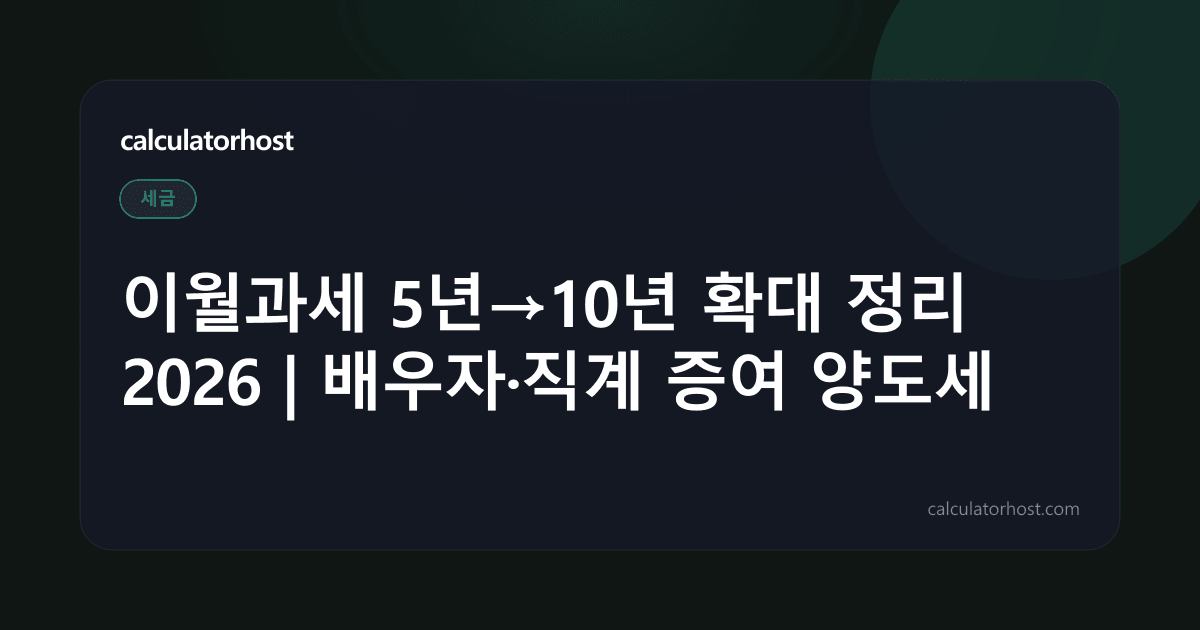 calculatorhost
세금
이월과세 5년→10년 확대 정리
2026 | 배우자·직계 증여 양도세
calculatorhost.com